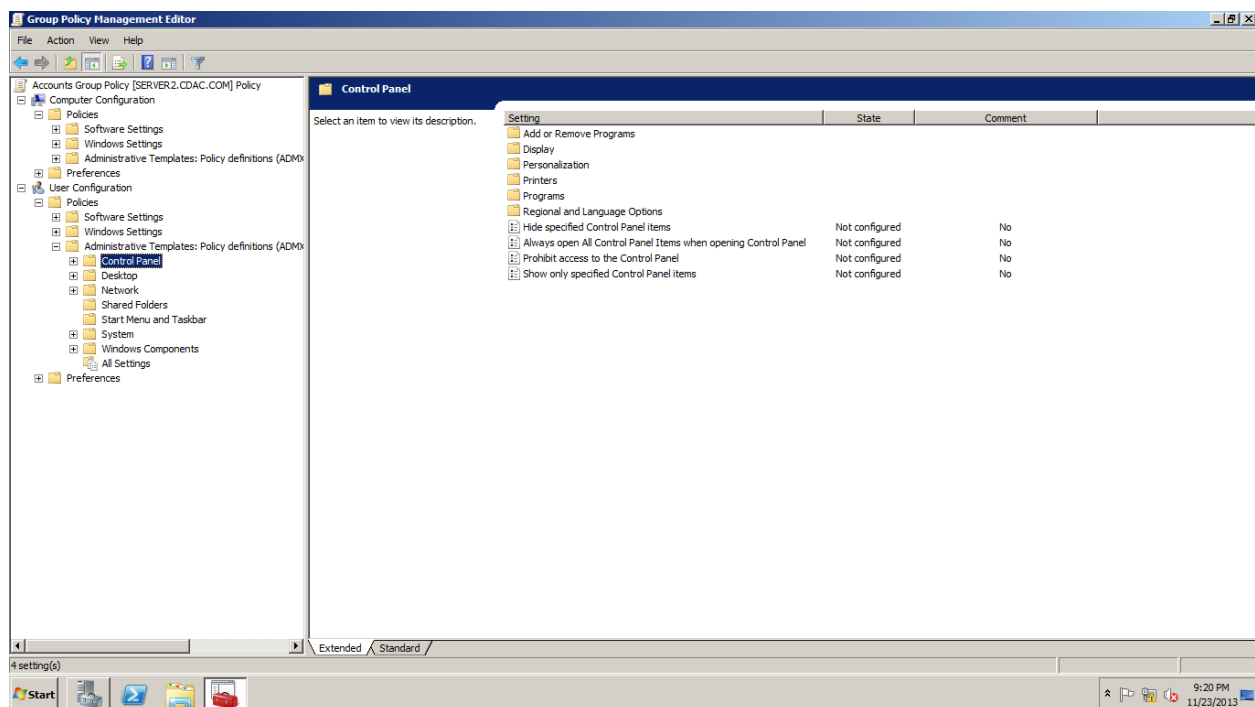 Group Policy Management Editor
File Action View Help
Accounts Group Policy [SERVER2.CDAC.COM] Policy
Computer Configuration
Policies
Software Settings
Windows Settings
Administrative Templates: Policy definitions (ADMX
Preferences
User Configuration
Policies
Software Settings
Windows Settings
Administrative Templates: Policy definitions (ADMX
Control Panel
Desktop
Network
Shared Folders
Start Menu and Taskbar
System
Windows Components
All Settings
Preferences
Control Panel
Select an item to view its description.
Setting State Comment
Add or Remove Programs
Display
Personalization
Printers
Programs
Regional and Language Options
Hide specified Control Panel items Not configured No
Always open All Control Panel Items when opening Control Panel Not configured No
Prohibit access to the Control Panel Not configured No
Show only specified Control Panel items Not configured No
Extended Standard
4 setting(s)
Start
9:20 PM
11/23/2013